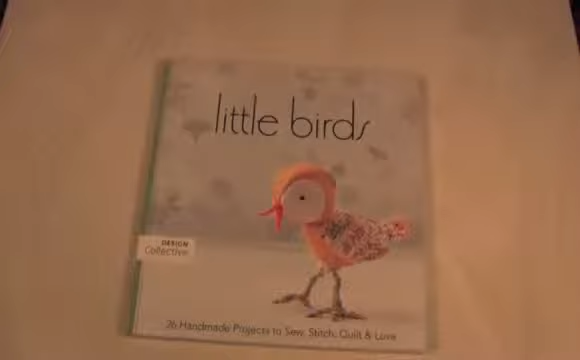 little birds
DESIGN
Collective
26 Handmade Projects to Sew, Stitch, Quilt & Love